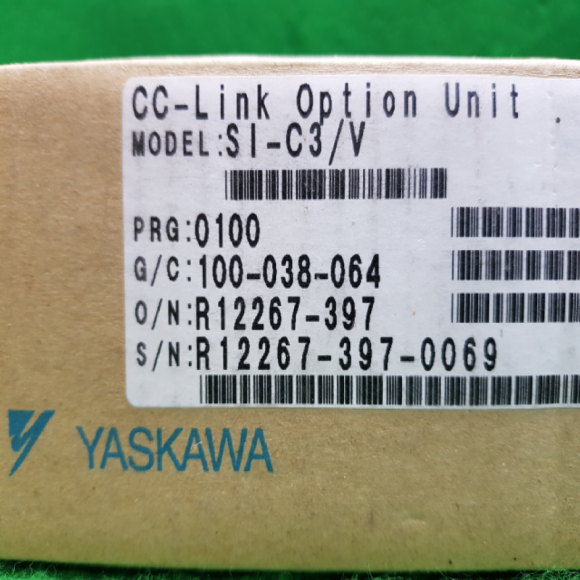 CC-Link Option Unit
MODEL:SI-C3/V
PRG:0100
G/C:100-038-064
O/N:R12267-397
S/N:R12267-397-0069
YASKAWA